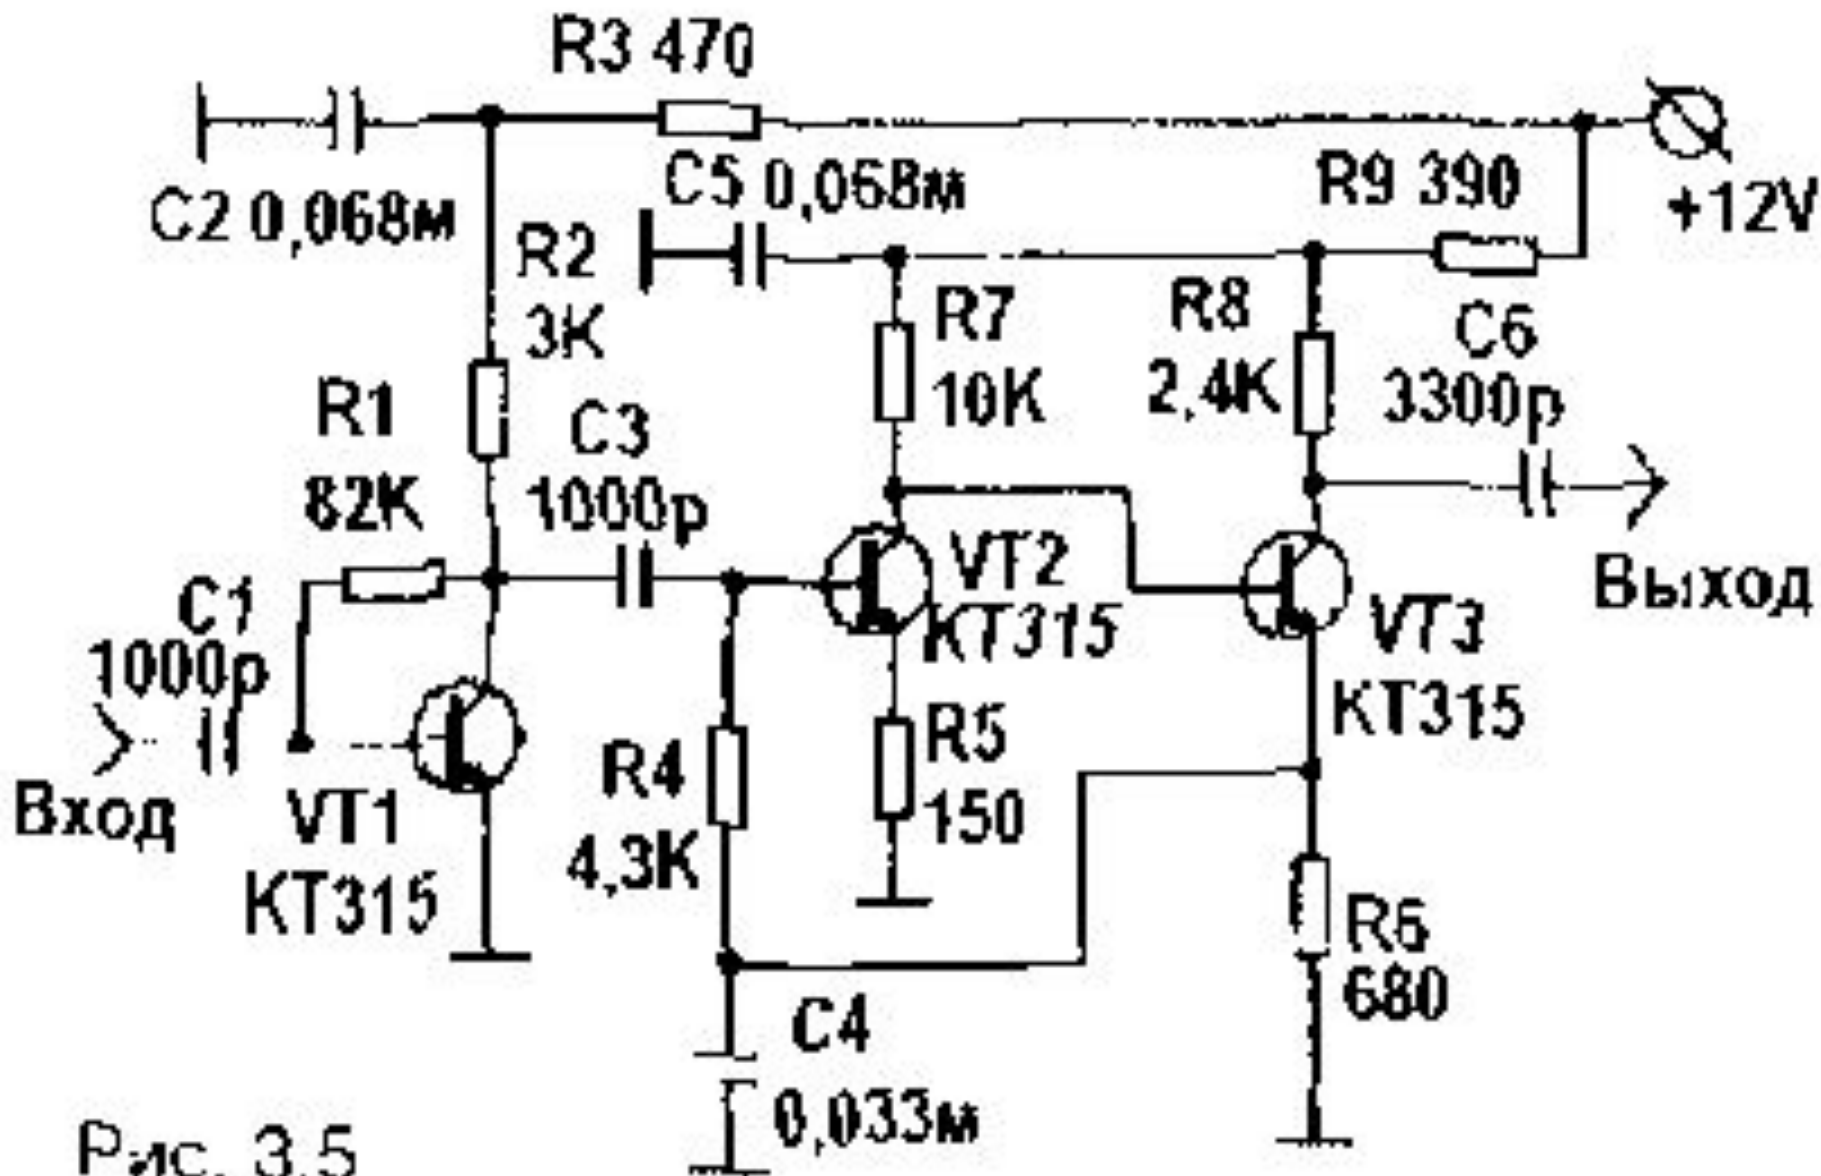 R3 470
C2 0,068м
C5 0,068м
R9 390
+12V
R2
3K
R7
10K
R8
2,4K
C6
3300p
R1
82K
C3
1000p
C1
1000p
Вход
VT1
KT315
VT2
KT315
VT3
KT315
Выход
R4
4,3K
R5
150
R6
680
C4
0,033м
Рис. 3.5